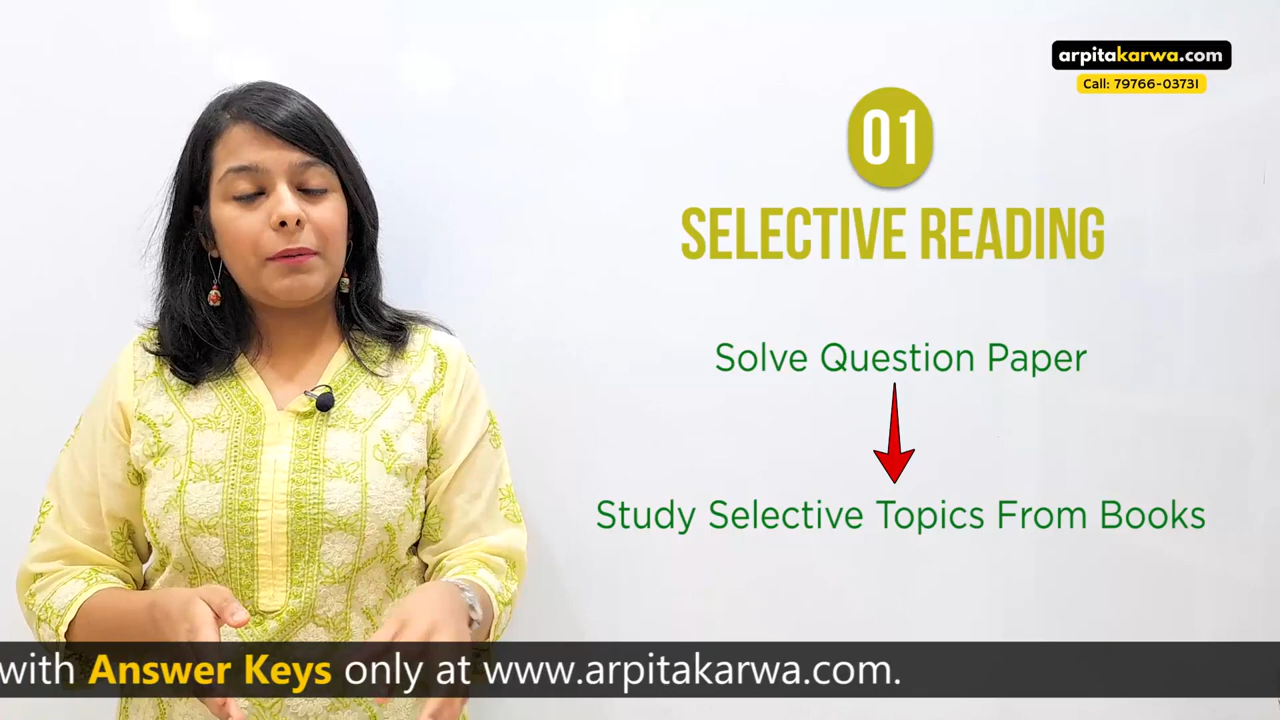 arpitakarwa.com
Call: 79766-03731
01
SELECTIVE READING
Solve Question Paper
Study Selective Topics From Books
with Answer Keys only at www.arpitakarwa.com.